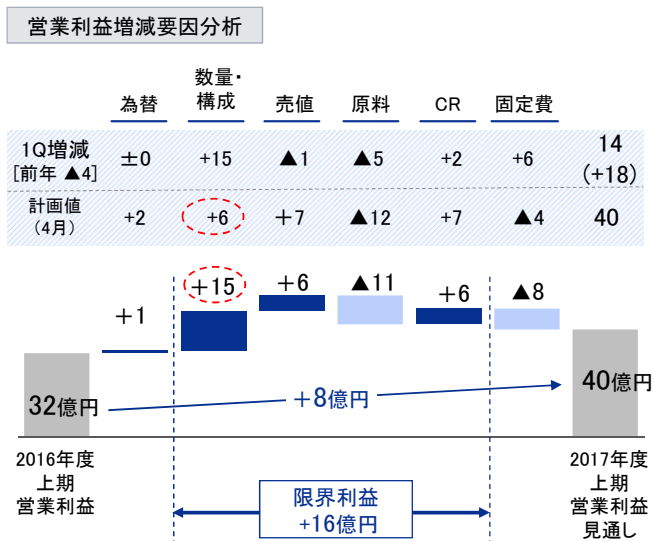 営業利益増減要因分析
為替
数量・
構成
売値
原料
CR
固定費
1Q増減
[前年 ▲4]
±0
+15
▲1
▲5
+2
+6
14
(+18)
計画値
(4月)
+2
+6
+7
▲12
+7
▲4
40
+1
+15
+6
▲11
+6
▲8
32億円
+8億円
40億円
2016年度
上期
営業利益
限界利益
+16億円
2017年度
上期
営業利益
見通し